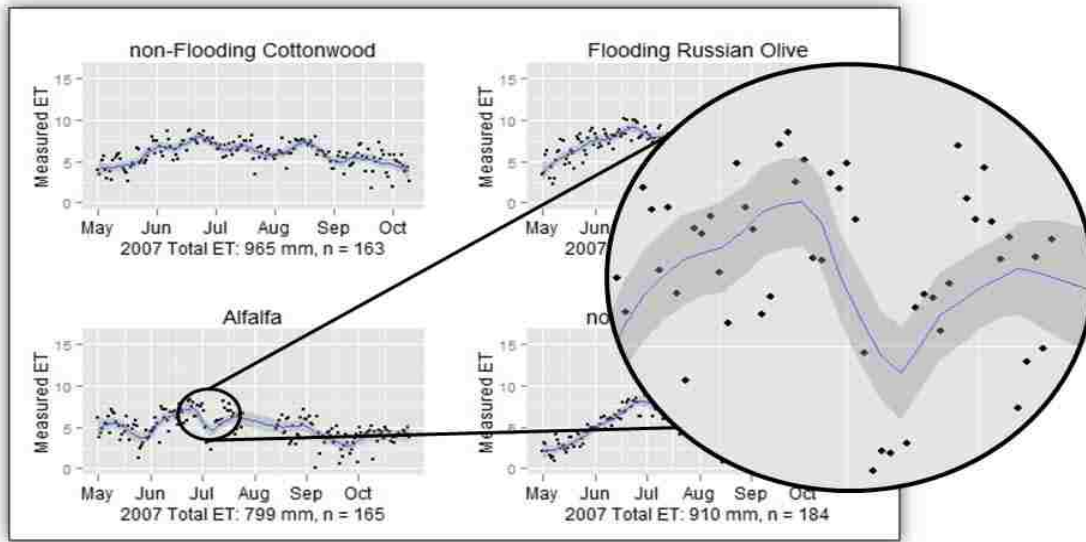 non-Flooding Cottonwood
Flooding Russian Olive
15
10
5
0
Measured ET
May Jun Jul Aug Sep Oct
2007 Total ET: 965 mm, n = 163
15
10
5
0
Measured ET
May Jun
2007
Alfalfa
no
15
10
5
0
Measured ET
May Jun Jul Aug Sep Oct
2007 Total ET: 799 mm, n = 165
15
10
5
0
Measured ET
May Jun Jul Aug Sep Oct
2007 Total ET: 910 mm, n = 184